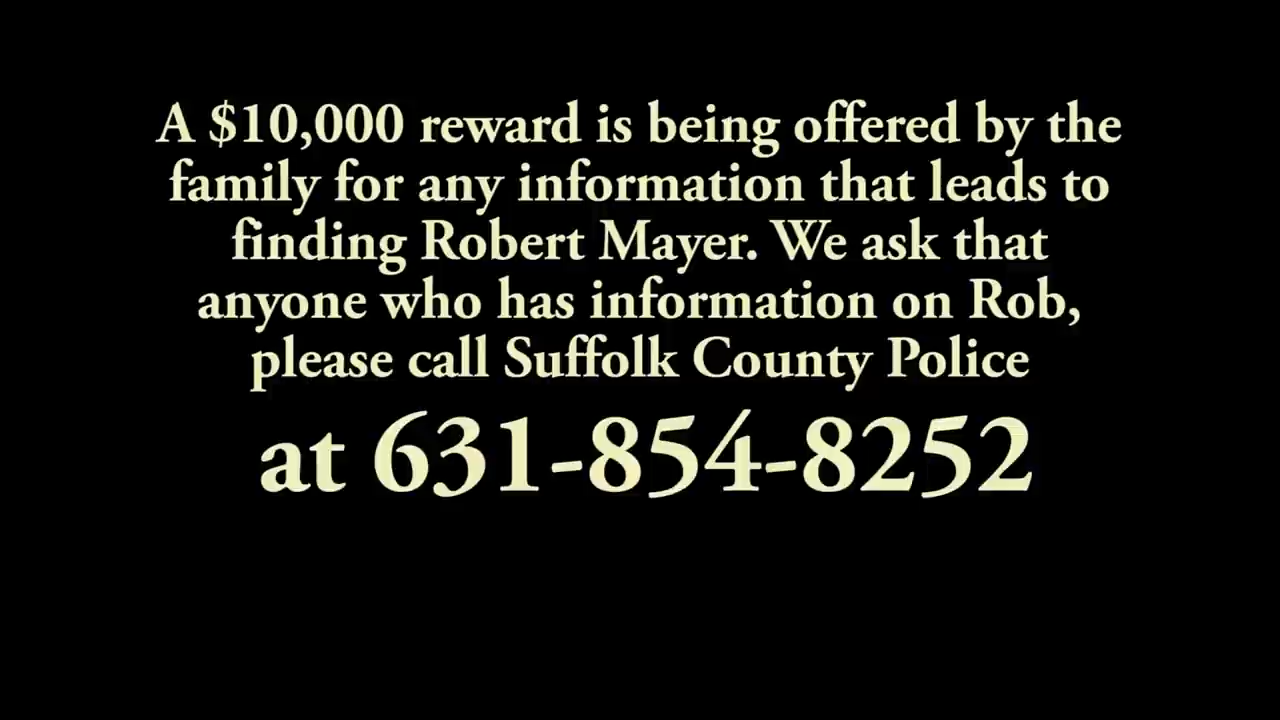 A $10,000 reward is being offered by the
family for any information that leads to
finding Robert Mayer. We ask that
anyone who has information on Rob,
please call Suffolk County Police
at 631-854-8252